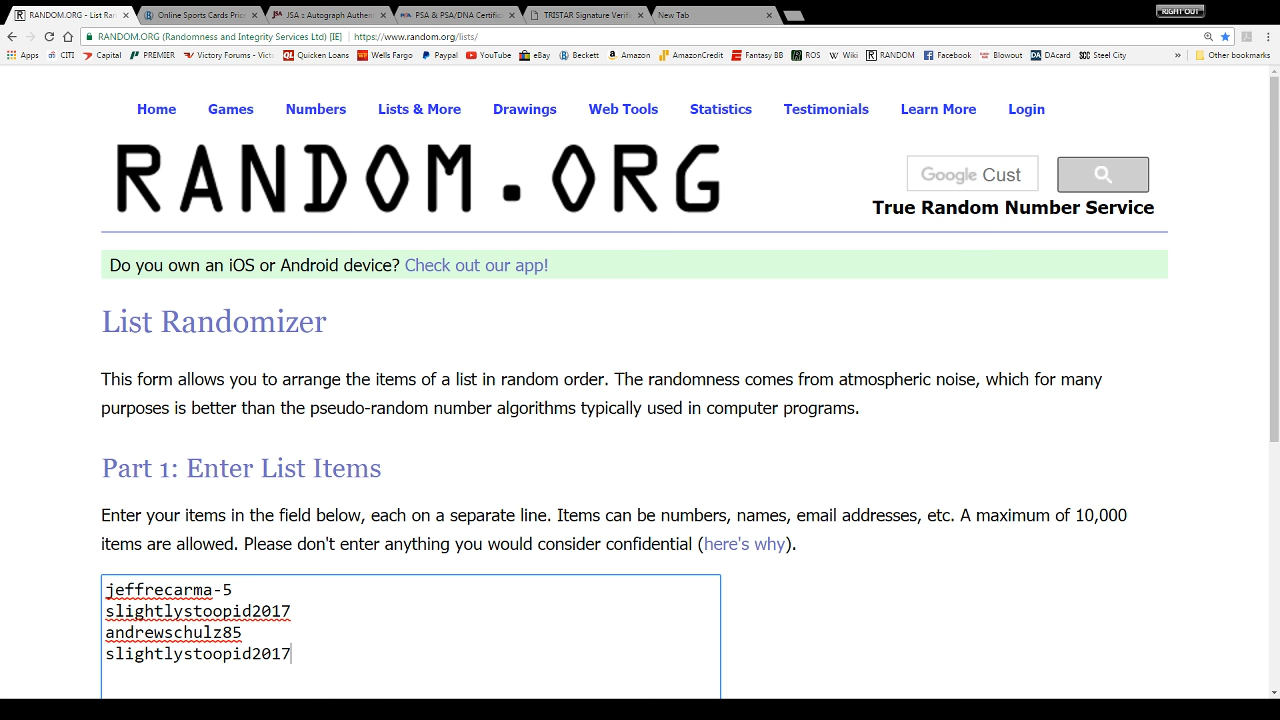 RANDOM.ORG - List Ran
Online Sports Cards Pric
JSA :: Autograph Authen
PSA & PSA/DNA Certific
TRISTAR Signature Verifi
New Tab
RIGHT OUT
RANDOM.ORG (Randomness and Integrity Services Ltd) [IE] https://www.random.org/lists/
Apps CITI Capital PREMIER Victory Forums - Vict Quicken Loans Wells Fargo Paypal YouTube eBay Beckett Amazon AmazonCredit Fantasy BB ROS Wiki RANDOM Facebook Blowout DAcard Steel City » Other bookmarks
Home Games Numbers Lists & More Drawings Web Tools Statistics Testimonials Learn More Login
RANDOM.ORG
Google Cust
True Random Number Service
Do you own an iOS or Android device? Check out our app!
List Randomizer
This form allows you to arrange the items of a list in random order. The randomness comes from atmospheric noise, which for many
purposes is better than the pseudo-random number algorithms typically used in computer programs.
Part 1: Enter List Items
Enter your items in the field below, each on a separate line. Items can be numbers, names, email addresses, etc. A maximum of 10,000
items are allowed. Please don't enter anything you would consider confidential (here's why).
jeffrecarma-5
slightlystoopid2017
andrewschulz85
slightlystoopid2017